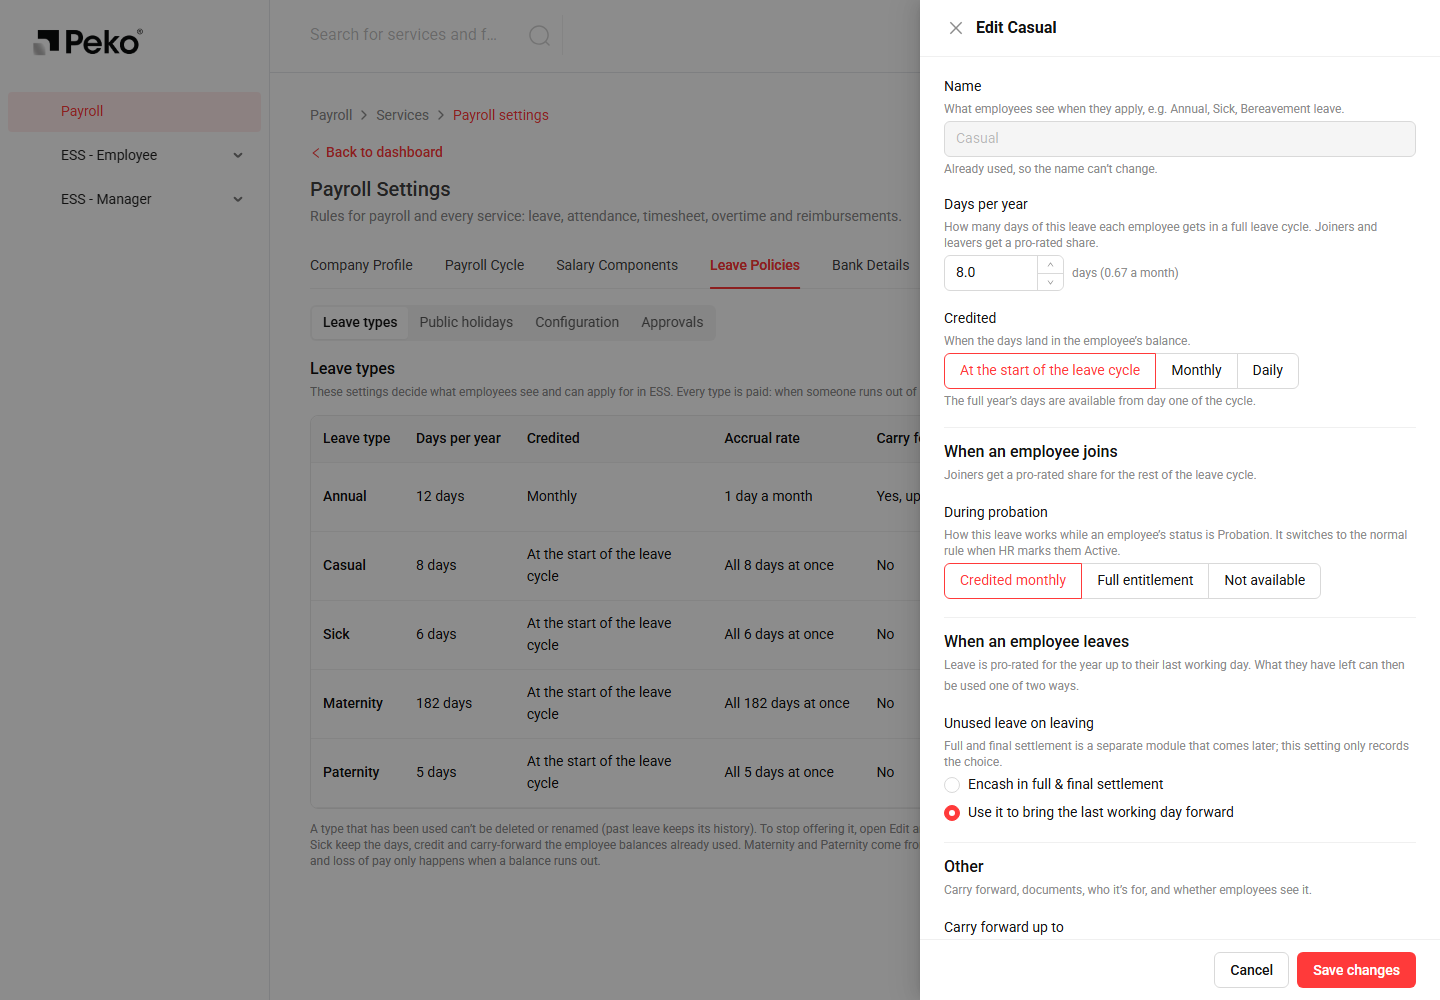 Peko®
Payroll
ESS - Employee
ESS - Manager
Search for services and f...
Payroll > Services > Payroll settings
< Back to dashboard
Payroll Settings
Rules for payroll and every service: leave, attendance, timesheet, overtime and reimbursements.
Company Profile Payroll Cycle Salary Components Leave Policies Bank Details
Leave types Public holidays Configuration Approvals
Leave types
These settings decide what employees see and can apply for in ESS. Every type is paid: when someone runs out of
Leave type Days per year Credited Accrual rate Carry f
Annual 12 days Monthly 1 day a month Yes, up
Casual 8 days At the start of the leave cycle All 8 days at once No
Sick 6 days At the start of the leave cycle All 6 days at once No
Maternity 182 days At the start of the leave cycle All 182 days at once No
Paternity 5 days At the start of the leave cycle All 5 days at once No
A type that has been used can't be deleted or renamed (past leave keeps its history). To stop offering it, open Edit a
Sick keep the days, credit and carry-forward the employee balances already used. Maternity and Paternity come fro
and loss of pay only happens when a balance runs out.
Edit Casual
Name
What employees see when they apply, e.g. Annual, Sick, Bereavement leave.
Casual
Already used, so the name can't change.
Days per year
How many days of this leave each employee gets in a full leave cycle. Joiners and
leavers get a pro-rated share.
8.0 days (0.67 a month)
Credited
When the days land in the employee's balance.
At the start of the leave cycle Monthly Daily
The full year's days are available from day one of the cycle.
When an employee joins
Joiners get a pro-rated share for the rest of the leave cycle.
During probation
How this leave works while an employee's status is Probation. It switches to the normal
rule when HR marks them Active.
Credited monthly Full entitlement Not available
When an employee leaves
Leave is pro-rated for the year up to their last working day. What they have left can then
be used one of two ways.
Unused leave on leaving
Full and final settlement is a separate module that comes later; this setting only records
the choice.
Encash in full & final settlement
Use it to bring the last working day forward
Other
Carry forward, documents, who it's for, and whether employees see it.
Carry forward up to
Cancel Save changes